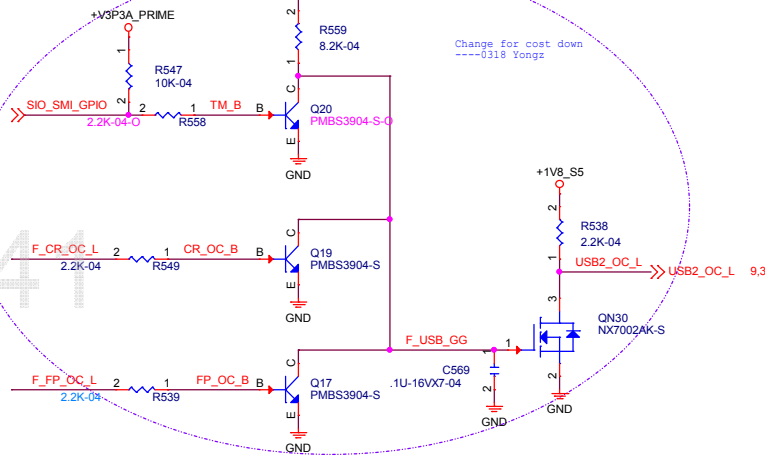 +V3P3A_PRIME
2
R559
8.2K-04
1
Change for cost down
----0318 Yongz
1
R547
10K-04
2
C
SIO_SMI_GPIO
2
1
TM_B
B
Q20
PMBS3904-S-O
2.2K-04-O
R558
E
GND
+1V8_S5
2
R538
2.2K-04
1
USB2_OC_L
USB2_OC_L 9,3
C
F_CR_OC_L
2
1
CR_OC_B
B
Q19
PMBS3904-S
2.2K-04
R549
E
GND
41
3
QN30
NX7002AK-S
F_USB_GG
1
1
2
GND
C
C569
.1U-16VX7-04
2
GND
F_FP_OC_L
2
1
FP_OC_B
B
Q17
PMBS3904-S
2.2K-04
R539
E
GND